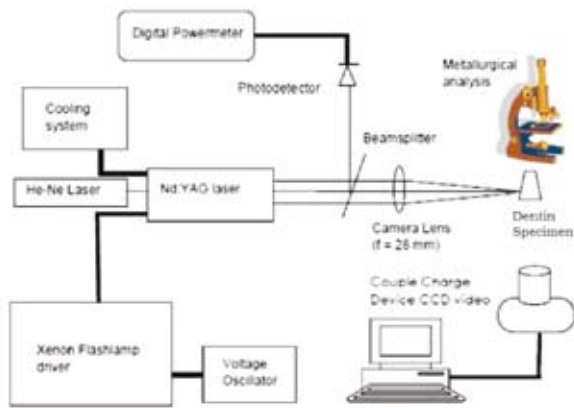 Digital Powermeter
Metallurgical
analysis
Photodetector
Cooling
system
Beamsplitter
He-Ne Laser
Nd:YAG laser
Camera Lens
(f = 26 mm)
Dentin
Specimen
Couple Charge
Device CCD video
Xenon Flashlamp
driver
Voltage
Oscillator